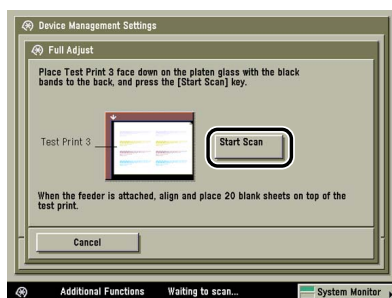 Device Management Settings
Full Adjust
Place Test Print 3 face down on the platen glass with the black
bands to the back, and press the [Start Scan] key.
Test Print 3
Start Scan
When the feeder is attached, align and place 20 blank sheets on top of the
test print.
Cancel
Additional Functions Waiting to scan... System Monitor